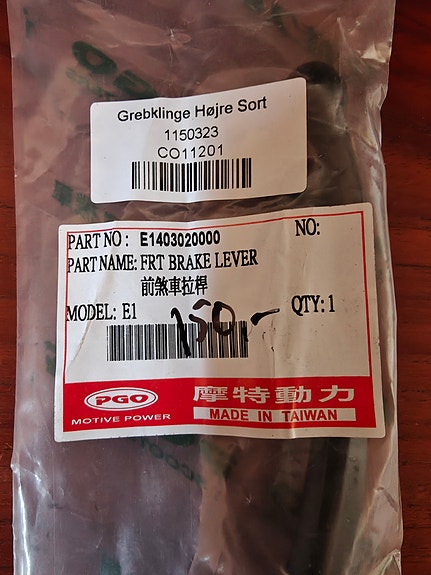 Grebklinge Højre Sort
1150323
CO11201
PART NO: E1403020000 NO:
PART NAME: FRT BRAKE LEVER
前煞車拉桿
MODEL: E1 QTY: 1
150,-
PGO 摩特動力
MOTIVE POWER MADE IN TAIWAN